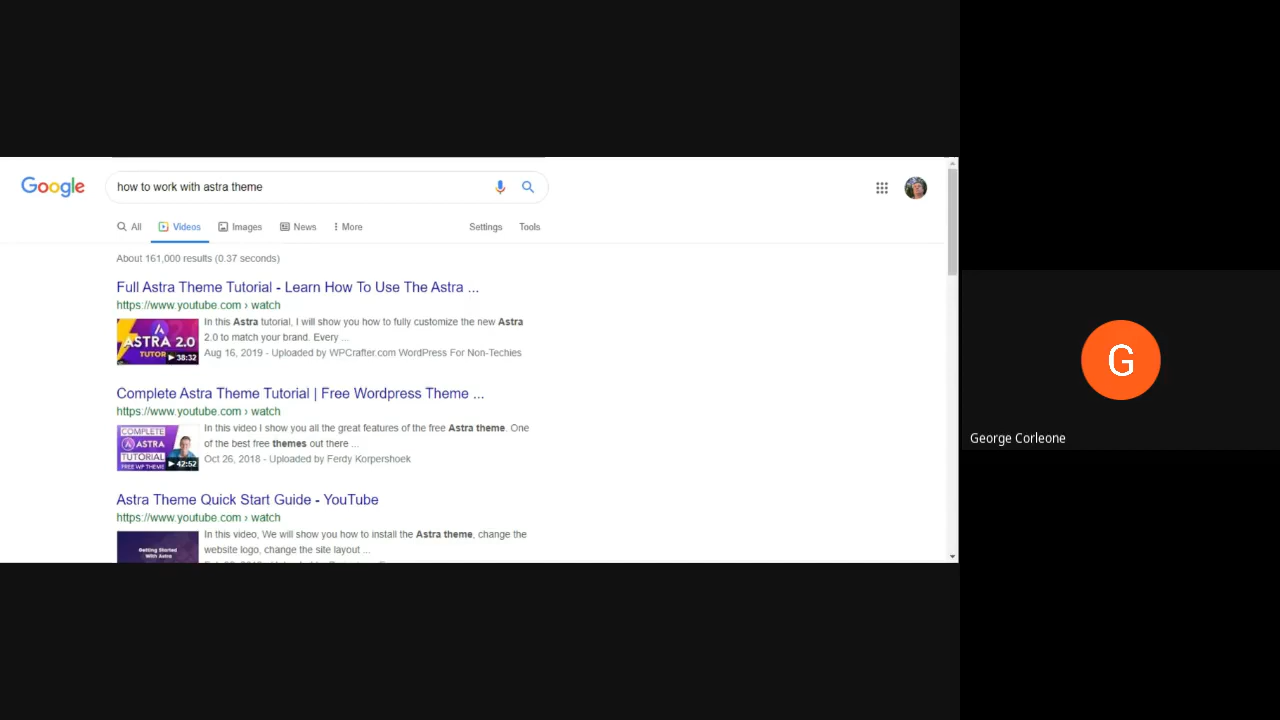 Google
how to work with astra theme
All Videos Images News More Settings Tools
About 161,000 results (0.37 seconds)
Full Astra Theme Tutorial - Learn How To Use The Astra ...
https://www.youtube.com › watch
In this Astra tutorial, I will show you how to fully customize the new Astra
2.0 to match your brand. Every ...
Aug 16, 2019 - Uploaded by WPCrafter.com WordPress For Non-Techies
ASTRA 2.0
TUTOR
38:32
Complete Astra Theme Tutorial | Free Wordpress Theme ...
https://www.youtube.com › watch
In this video I show you all the great features of the free Astra theme. One
of the best free themes out there ...
Oct 26, 2018 - Uploaded by Ferdy Korpershoek
COMPLETE
ASTRA
TUTORIAL
FREE WP THEME
42:52
Astra Theme Quick Start Guide - YouTube
https://www.youtube.com › watch
In this video, We will show you how to install the Astra theme, change the
website logo, change the site layout ...
Getting Started
With Astra
G
George Corleone